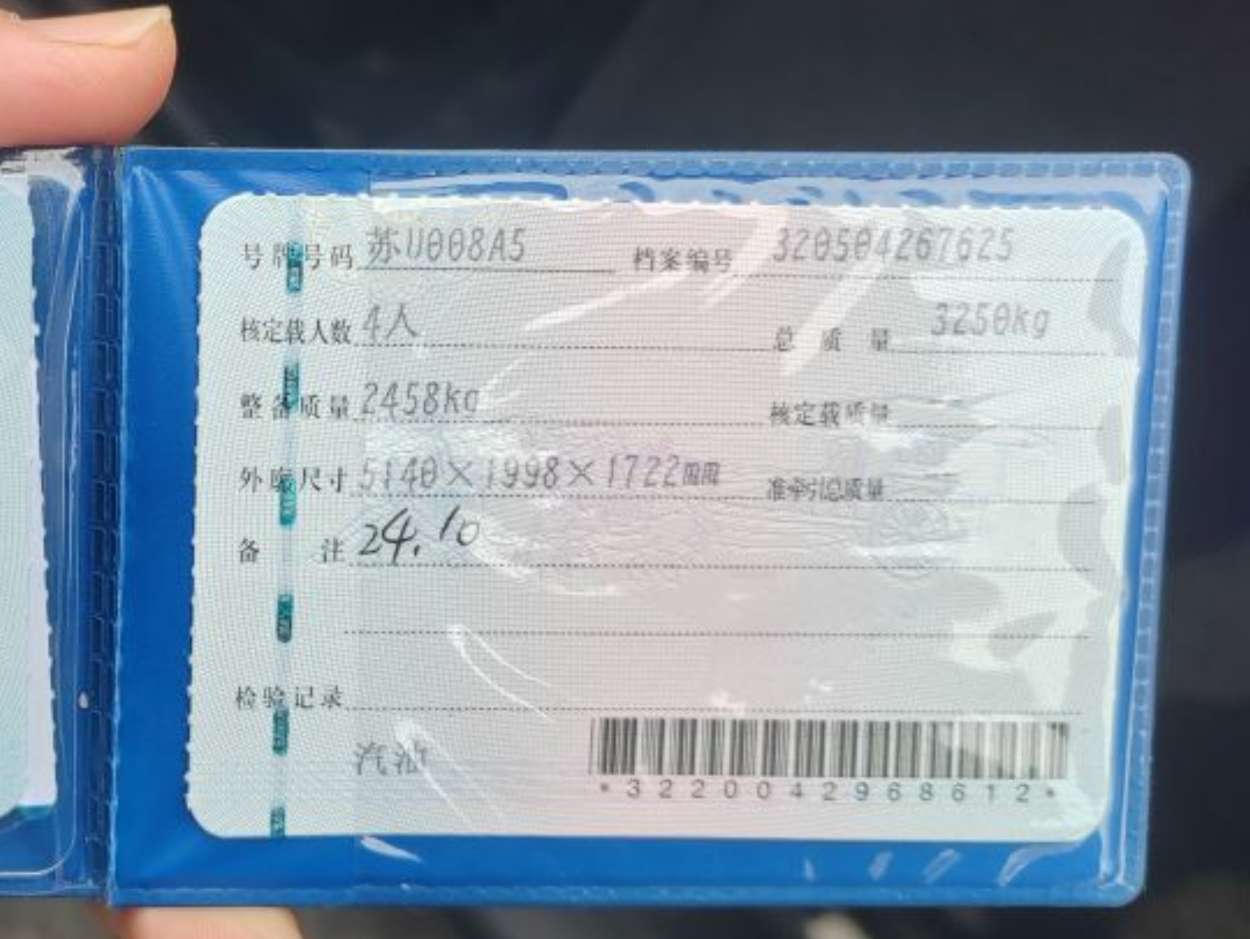 号牌号码 苏U008A5 档案编号 320504267625
核定载人数 4人 总质量 3250kg
整备质量 2458kg 核定载质量 --
外廓尺寸 5140×1998×1722mm 准牵引总质量 --
备注 24.10
检验记录
汽油
*3220042968612*